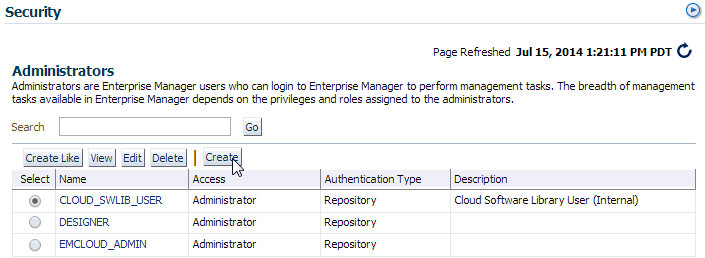 Security
Page Refreshed Jul 15, 2014 1:21:11 PM PDT
Administrators
Administrators are Enterprise Manager users who can login to Enterprise Manager to perform management tasks. The breadth of management
tasks available in Enterprise Manager depends on the privileges and roles assigned to the administrators.
Search Go
Create Like View Edit Delete Create
Select Name Access Authentication Type Description
CLOUD_SWLIB_USER Administrator Repository Cloud Software Library User (Internal)
DESIGNER Administrator Repository
EMCLOUD_ADMIN Administrator Repository